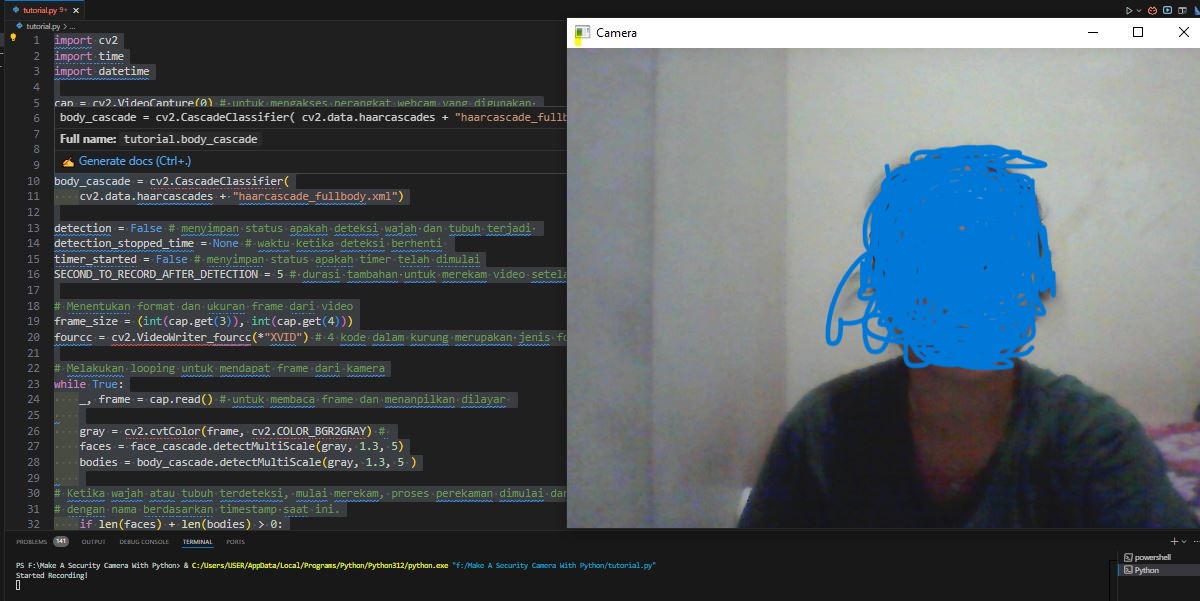 tutorial.py 9+
tutorial.py > ...
1 import cv2
2 import time
3 import datetime
4
5 cap = cv2.VideoCapture(0) # untuk mengakses perangkat webcam yang digunakan
6 body_cascade = cv2.CascadeClassifier( cv2.data.haarcascades + "haarcascade_fullb
7 Full name: tutorial.body_cascade
8
9 ✍️ Generate docs (Ctrl+.)
10 body_cascade = cv2.CascadeClassifier(
11 cv2.data.haarcascades + "haarcascade_fullbody.xml")
12
13 detection = False # menyimpan status apakah deteksi wajah dan tubuh terjadi
14 detection_stopped_time = None # waktu ketika deteksi berhenti
15 timer_started = False # menyimpan status apakah timer telah dimulai
16 SECOND_TO_RECORD_AFTER_DETECTION = 5 # durasi tambahan untuk merekam video setela
17
18 # Menentukan format dan ukuran frame dari video
19 frame_size = (int(cap.get(3)), int(cap.get(4)))
20 fourcc = cv2.VideoWriter_fourcc(*"XVID") # 4 kode dalam kurung merupakan jenis fo
21
22 # Melakukan looping untuk mendapat frame dari kamera
23 while True:
24 _, frame = cap.read() # untuk membaca frame dan menanpilkan dilayar
25
26 gray = cv2.cvtColor(frame, cv2.COLOR_BGR2GRAY) #
27 faces = face_cascade.detectMultiScale(gray, 1.3, 5)
28 bodies = body_cascade.detectMultiScale(gray, 1.3, 5 )
29
30 # Ketika wajah atau tubuh terdeteksi, mulai merekam, proses perekaman dimulai da
31 # dengan nama berdasarkan timestamp saat ini.
32 if len(faces) + len(bodies) > 0:
Camera
PROBLEMS 141 OUTPUT DEBUG CONSOLE TERMINAL PORTS
PS F:\Make A Security Camera With Python> & C:/Users/USER/AppData/Local/Programs/Python/Python312/python.exe "f:/Make A Security Camera With Python/tutorial.py"
Started Recording!
powershell
Python